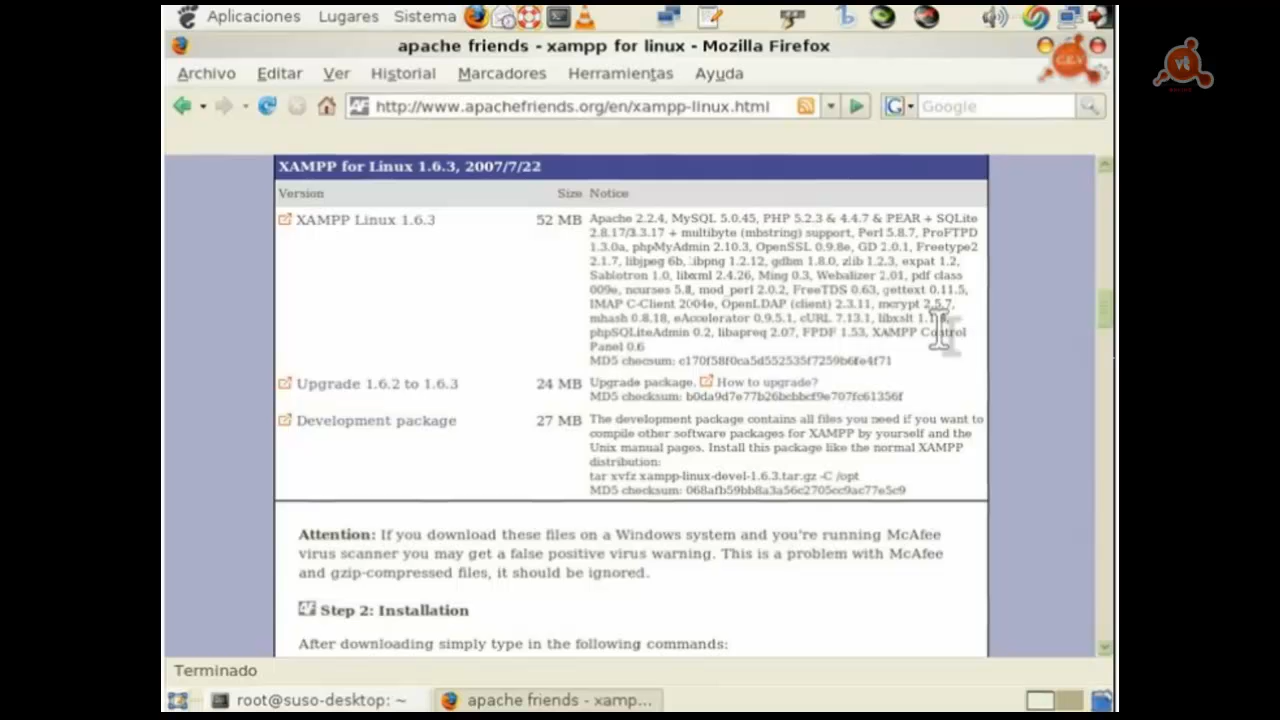 Aplicaciones Lugares Sistema
apache friends - xampp for linux - Mozilla Firefox
Archivo Editar Ver Historial Marcadores Herramientas Ayuda
http://www.apachefriends.org/en/xampp-linux.html G Google
XAMPP for Linux 1.6.3, 2007/7/22
Version Size Notice
XAMPP Linux 1.6.3 52 MB Apache 2.2.4, MySQL 5.0.45, PHP 5.2.3 & 4.4.7 & PEAR + SQLite
2.8.17/3.3.17 + multibyte (mbstring) support, Perl 5.8.7, ProFTPD
1.3.0a, phpMyAdmin 2.10.3, OpenSSL 0.9.8e, GD 2.0.1, Freetype2
2.1.7, libjpeg 6b, libpng 1.2.12, gdbm 1.8.0, zlib 1.2.3, expat 1.2,
Sablotron 1.0, libxml 2.4.26, Ming 0.3, Webalizer 2.01, pdf class
009e, ncurses 5.8, mod_perl 2.0.2, FreeTDS 0.63, gettext 0.11.5,
IMAP C-Client 2004e, OpenLDAP (client) 2.3.11, mcrypt 2.5.7,
mhash 0.8.18, eAccelerator 0.9.5.1, cURL 7.13.1, libxslt
phpSQLiteAdmin 0.2, libapreq 2.07, FPDF 1.53, XAMPP Control
Panel 0.6
MD5 checsum: c170f58f0ca5d552535f7259b6fe4f71
Upgrade 1.6.2 to 1.6.3 24 MB Upgrade package. How to upgrade?
MD5 checksum: b0da9d7e77b26bcbbcf9e707fc61356f
Development package 27 MB The development package contains all files you need if you want to
compile other software packages for XAMPP by yourself and the
Unix manual pages. Install this package like the normal XAMPP
distribution:
tar xvfz xampp-linux-devel-1.6.3.tar.gz -C /opt
MD5 checksum: 068afb59bb8a3a56c2705cc9ac77e5c9
Attention: If you download these files on a Windows system and you're running McAfee
virus scanner you may get a false positive virus warning. This is a problem with McAfee
and gzip-compressed files, it should be ignored.
Step 2: Installation
After downloading simply type in the following commands:
Terminado
root@suso-desktop: ~ apache friends - xamp...
vt